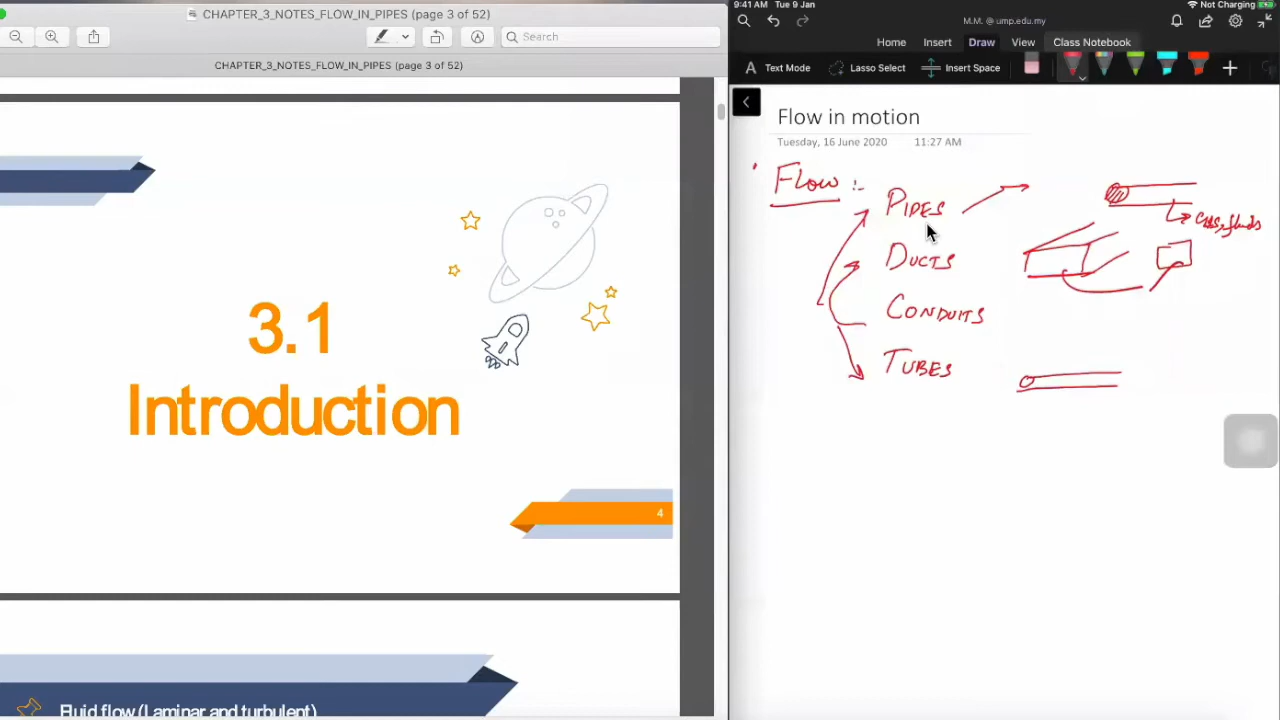 CHAPTER_3_NOTES_FLOW_IN_PIPES (page 3 of 52)
Search
CHAPTER_3_NOTES_FLOW_IN_PIPES (page 3 of 52)
3.1
Introduction
4
Fluid flow (Laminar and turbulent)
9:41 AM Tue 9 Jan
Not Charging
M.M. @ ump.edu.my
Home Insert Draw View Class Notebook
Text Mode Lasso Select Insert Space
Flow in motion
Tuesday, 16 June 2020 11:27 AM
Flow :-
PIPES
fluids
DUCTS
CONDUITS
TUBES